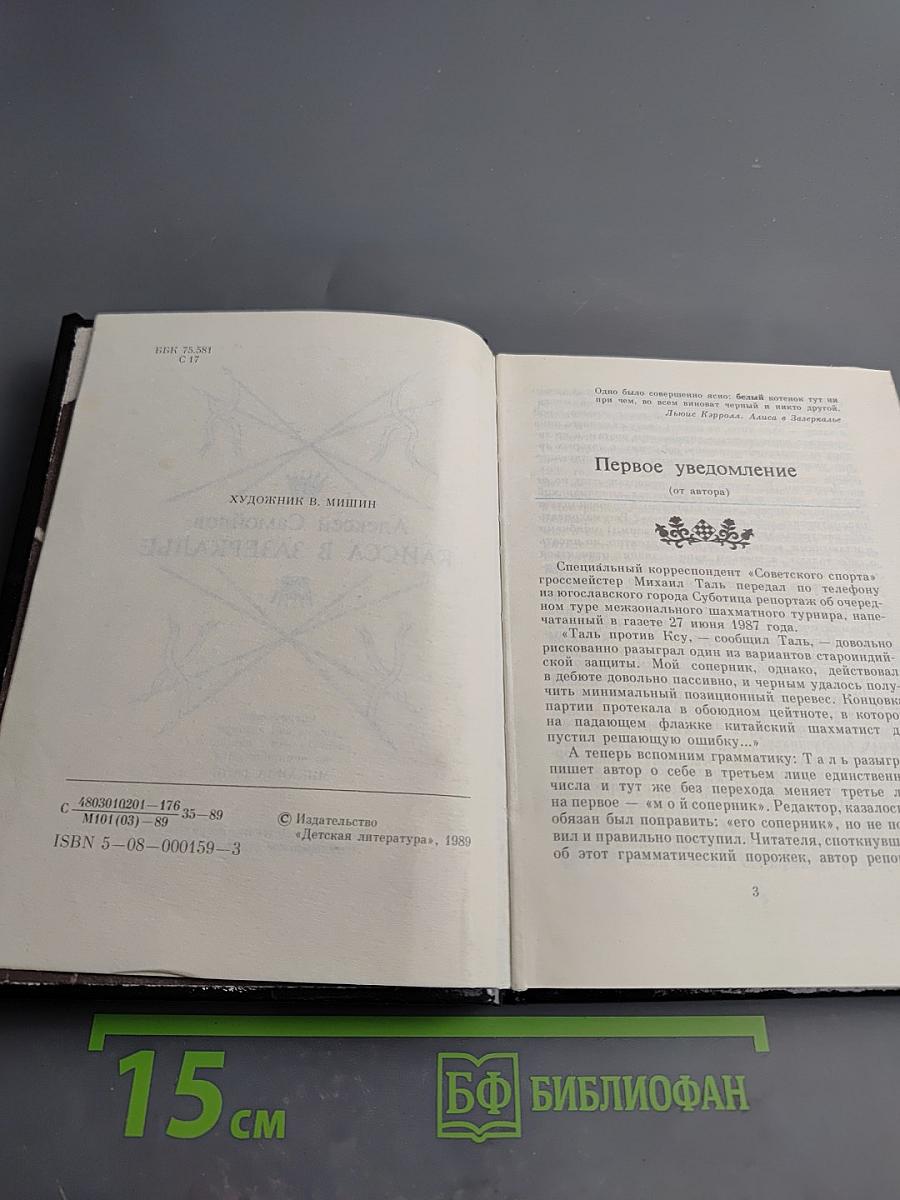 ББК 75.581
С 17
ХУДОЖНИК В. МИШИН
Алексей Самойлов
КАИССА В ЗАЗЕРКАЛЬЕ
С 4803010201—176
М101(03)—89 35—89
ISBN 5—08—000159—3
© Издательство
«Детская литература», 1989
Одно было совершенно ясно: белый котенок тут ни
при чем, во всем виноват черный и никто другой.
Льюис Кэрролл. Алиса в Зазеркалье
Первое уведомление
(от автора)
Специальный корреспондент «Советского спорта»
гроссмейстер Михаил Таль передал по телефону
из югославского города Суботица репортаж об очеред-
ном туре межзонального шахматного турнира, напе-
чатанный в газете 27 июня 1987 года.
«Таль против Ксу, — сообщил Таль, — довольно
рискованно разыграл один из вариантов староиндий-
ской защиты. Мой соперник, однако, действовал
в дебюте довольно пассивно, и черным удалось полу-
чить минимальный позиционный перевес. Концовка
партии протекала в обоюдном цейтноте, в которо
на падающем флажке китайский шахматист д
пустил решающую ошибку...»
А теперь вспомним грамматику: Т а л ь разыгр
пишет автор о себе в третьем лице единственн
числа и тут же без перехода меняет третье л
на первое — «м о й соперник». Редактор, казалос
обязан был поправить: «его соперник», но не по
вил и правильно поступил. Читателя, споткнувш
об этот грамматический порожек, автор репо
3
15 см
БФ БИБЛИОФАН